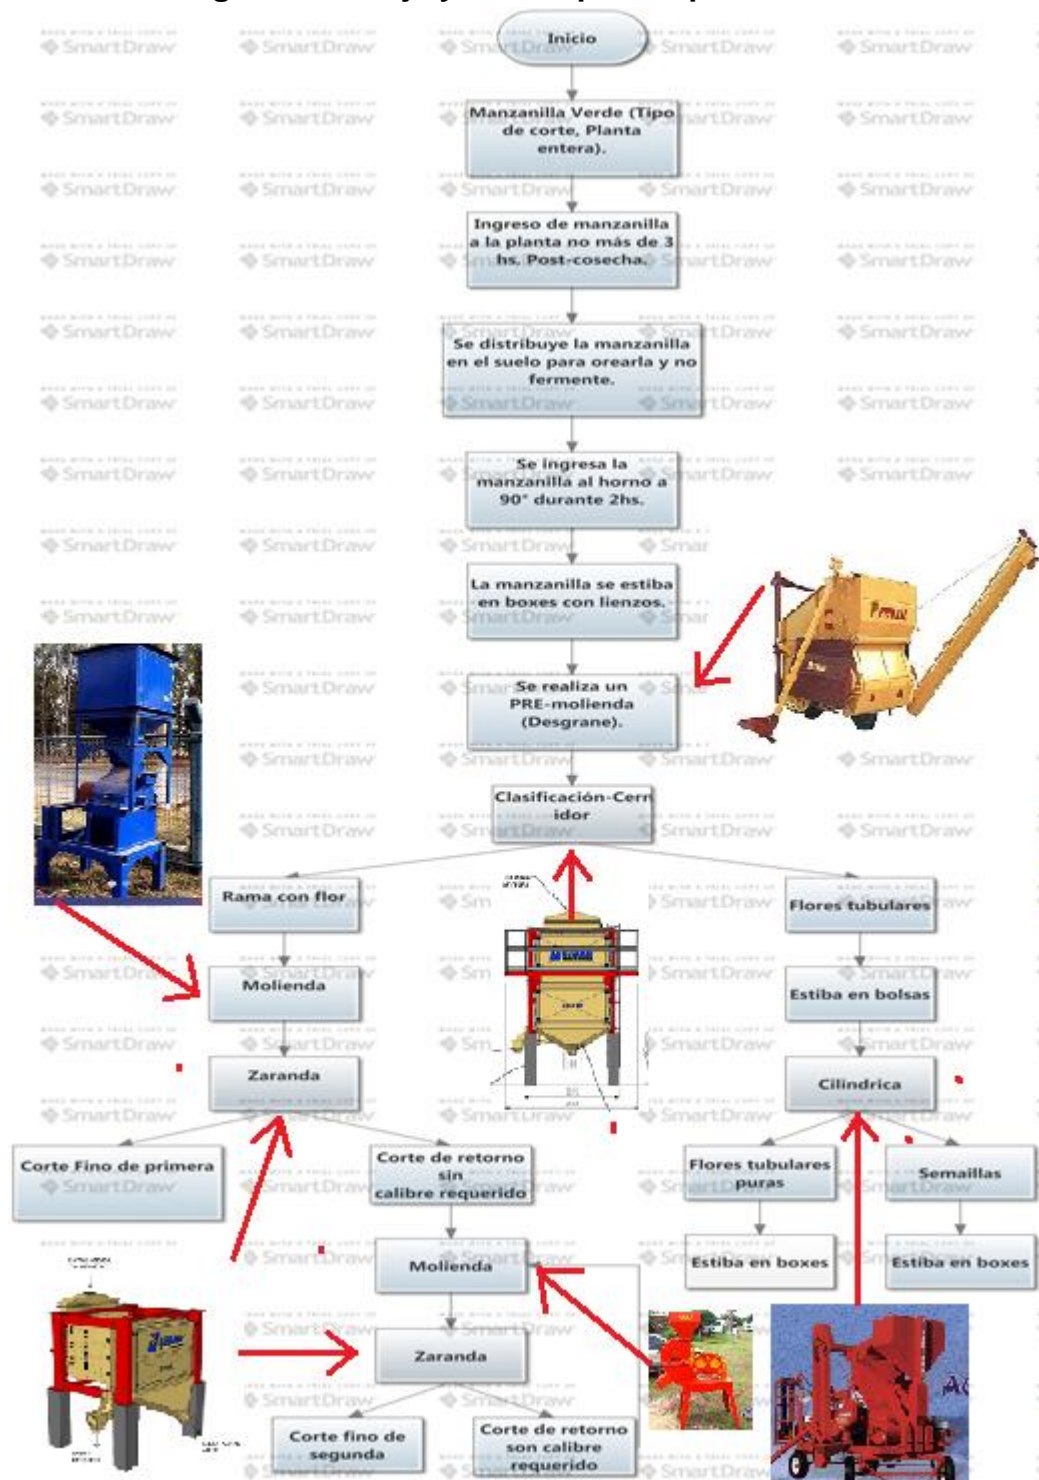 Inicio
Manzanilla Verde (Tipo
de corte, Planta
entera).
Ingreso de manzanilla
a la planta no más de 3
hs. Post-cosecha.
Se distribuye la manzanilla
en el suelo para orearla y no
fermente.
Se ingresa la
manzanilla al horno a
90° durante 2hs.
La manzanilla se estiba
en boxes con lienzos.
Se realiza un
PRE-molienda
(Desgrane).
Clasificación-Cern
idor
Rama con flor
Flores tubulares
Molienda
Estiba en bolsas
Zaranda
Cilindrica
Corte Fino de primera
Corte de retorno
sin
calibre requerido
Flores tubulares
puras
Semaillas
Molienda
Estiba en boxes
Estiba en boxes
Zaranda
Corte fino de
segunda
Corte de retorno
son calibre
requerido
SmartDraw